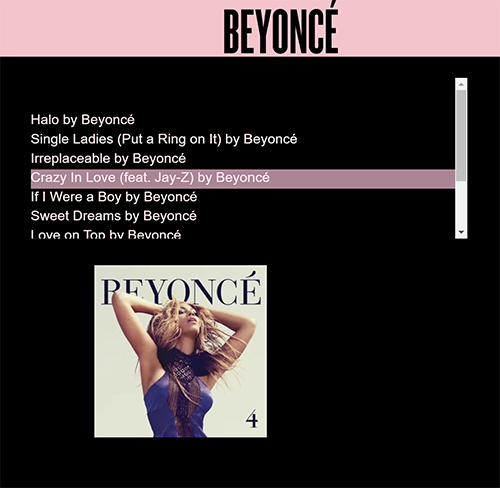 BEYONCÉ
Halo by Beyoncé
Single Ladies (Put a Ring on It) by Beyoncé
Irreplaceable by Beyoncé
Crazy In Love (feat. Jay-Z) by Beyoncé
If I Were a Boy by Beyoncé
Sweet Dreams by Beyoncé
Love on Top by Beyoncé
BEYONCÉ
4